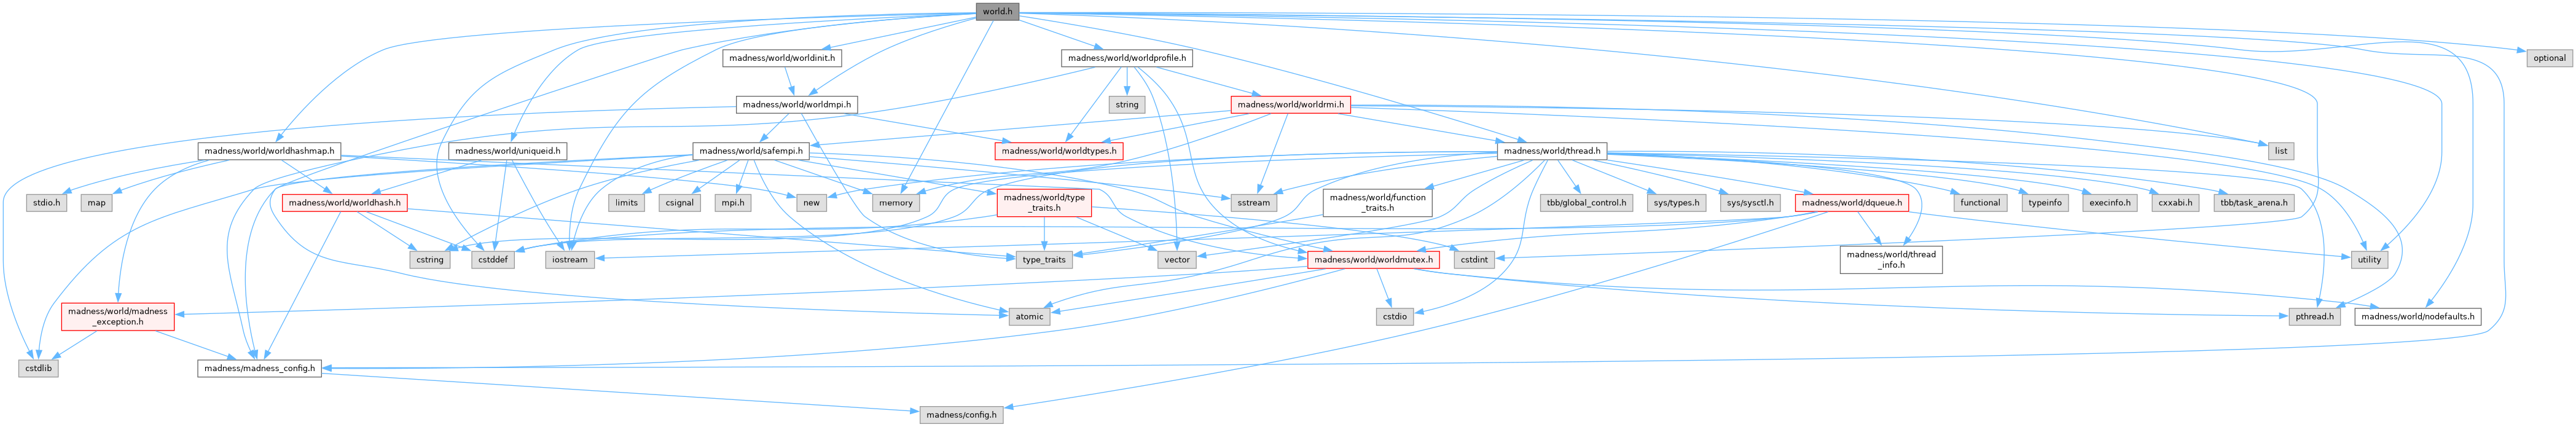 world.h
madness/world/worldinit.h
madness/world/worldprofile.h
optional
madness/world/worldmpi.h
string
madness/world/worldrmi.h
madness/world/worldhashmap.h
madness/world/uniqueid.h
madness/world/safempi.h
madness/world/worldtypes.h
madness/world/thread.h
list
stdio.h
map
madness/world/worldhash.h
limits
csignal
mpi.h
new
memory
madness/world/type
_traits.h
sstream
madness/world/function
_traits.h
tbb/global_control.h
sys/types.h
sys/sysctl.h
madness/world/dqueue.h
functional
typeinfo
execinfo.h
cxxabi.h
tbb/task_arena.h
cstring
cstddef
iostream
type_traits
vector
madness/world/worldmutex.h
cstdint
madness/world/thread
_info.h
utility
madness/world/madness
_exception.h
atomic
cstdio
pthread.h
madness/world/nodefaults.h
cstdlib
madness/madness_config.h
madness/config.h